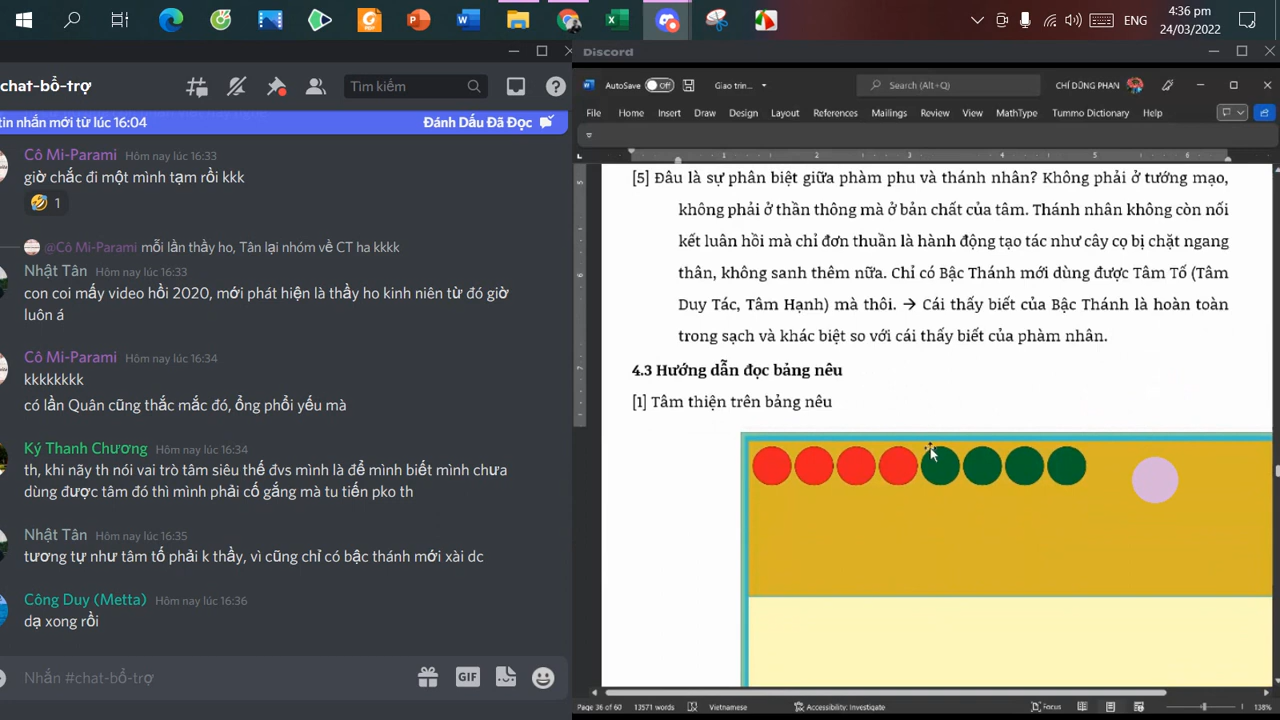 4:36 pm
ENG
24/03/2022
chat-bổ-trợ
Tìm kiếm
tin nhắn mới từ lúc 16:04
Đánh Dấu Đã Đọc
Cô Mi-Parami Hôm nay lúc 16:33
giờ chắc đi một mình tạm rồi kkk
1
@Cô Mi-Parami mỗi lần thầy ho, Tân lại nhóm về CT ha kkkk
Nhật Tân Hôm nay lúc 16:33
con coi mấy video hồi 2020, mới phát hiện là thầy ho kinh niên từ đó giờ
luôn á
Cô Mi-Parami Hôm nay lúc 16:34
kkkkkkkk
có lần Quân cũng thắc mắc đó, ổng phổi yếu mà
Ký Thanh Chương Hôm nay lúc 16:34
th, khi nãy th nói vai trò tâm siêu thế đvs mình là để mình biết mình chưa
dùng được tâm đó thì mình phải cố gắng mà tu tiến pko th
Nhật Tân Hôm nay lúc 16:35
tương tự như tâm tố phải k thầy, vì cũng chỉ có bậc thánh mới xài dc
Công Duy (Metta) Hôm nay lúc 16:36
dạ xong rồi
Nhắn #chat-bổ-trợ
GIF
Discord
AutoSave Off Giao trin... Search (Alt+Q) CHÍ DŨNG PHAN
File Home Insert Draw Design Layout References Mailings Review View MathType Tummo Dictionary Help
[5] Đâu là sự phân biệt giữa phàm phu và thánh nhân? Không phải ở tướng mạo,
không phải ở thần thông mà ở bản chất của tâm. Thánh nhân không còn nối
kết luân hồi mà chỉ đơn thuần là hành động tạo tác như cây cọ bị chặt ngang
thân, không sanh thêm nữa. Chỉ có Bậc Thánh mới dùng được Tâm Tố (Tâm
Duy Tác, Tâm Hạnh) mà thôi. → Cái thấy biết của Bậc Thánh là hoàn toàn
trong sạch và khác biệt so với cái thấy biết của phàm nhân.
4.3 Hướng dẫn đọc bảng nêu
[1] Tâm thiện trên bảng nêu
Page 36 of 60 13571 words Vietnamese Accessibility: Investigate Focus 138%